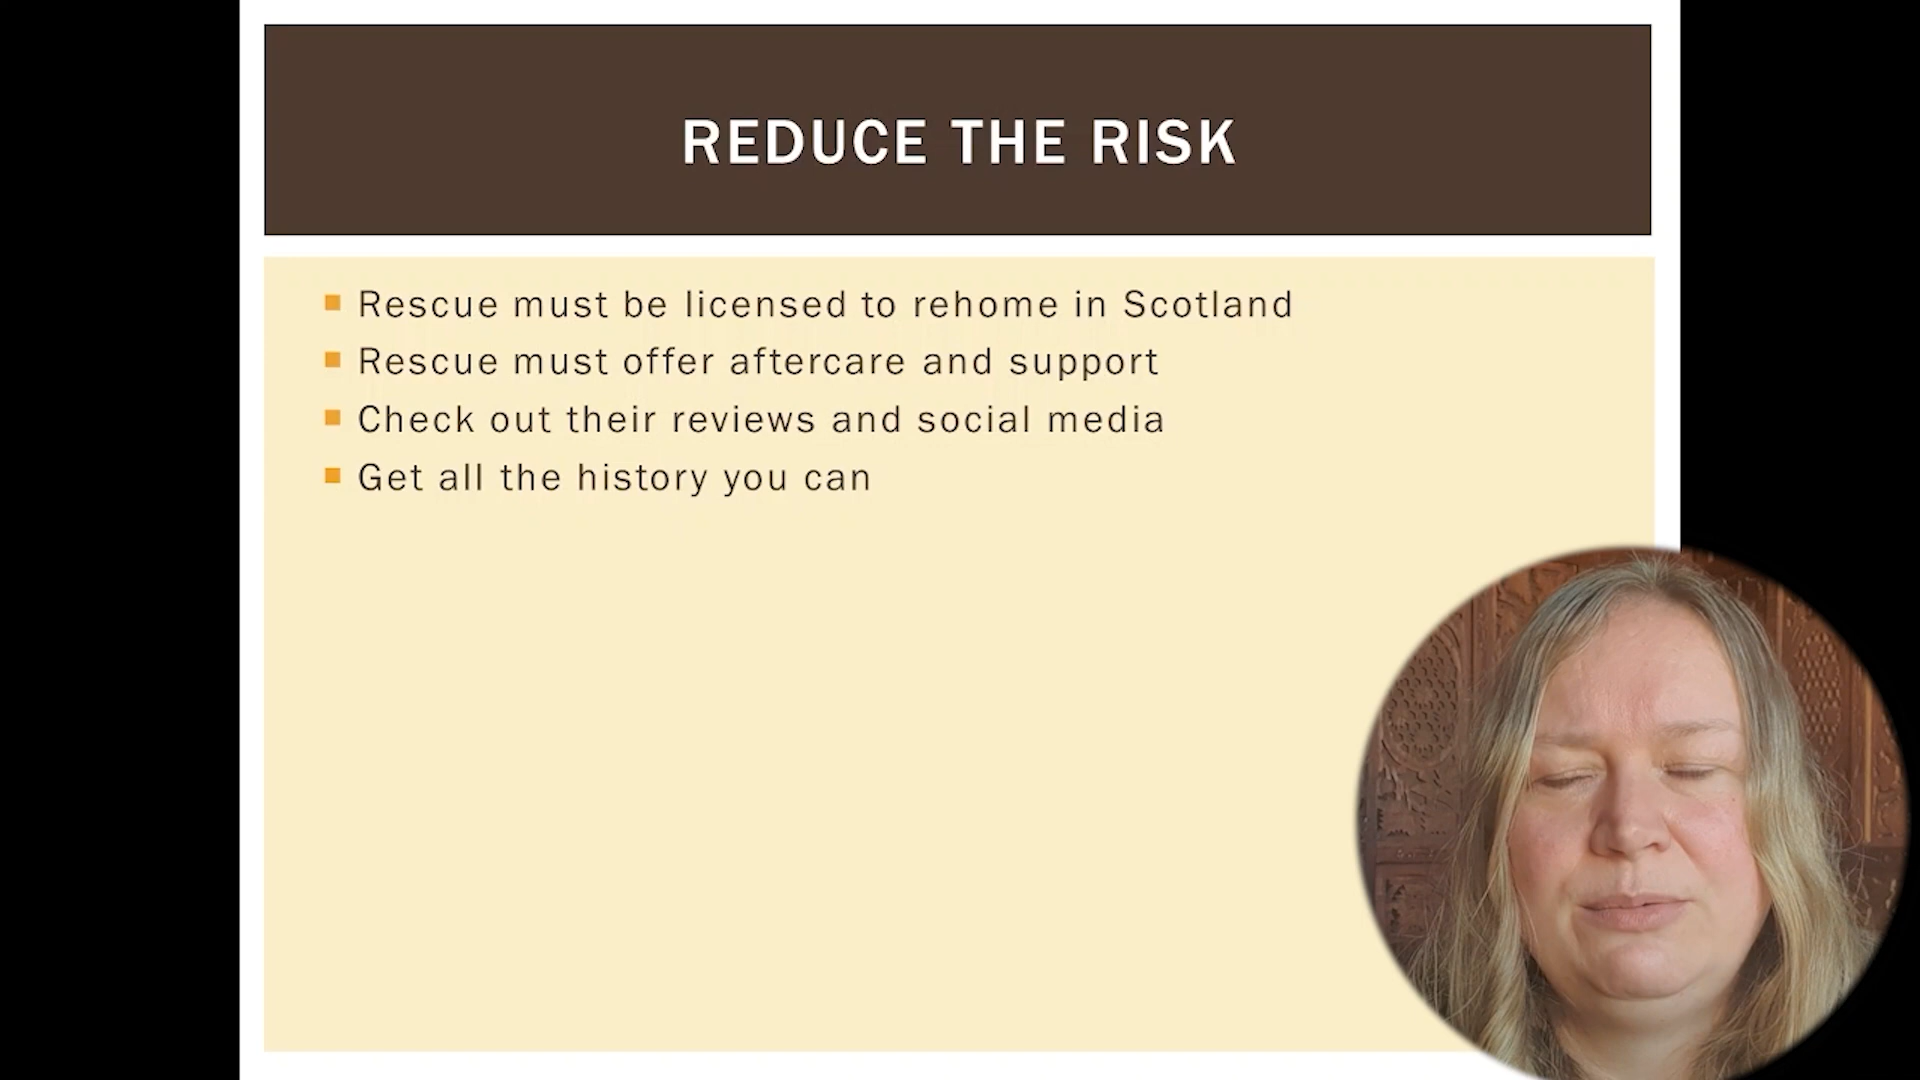 REDUCE THE RISK
Rescue must be licensed to rehome in Scotland
Rescue must offer aftercare and support
Check out their reviews and social media
Get all the history you can